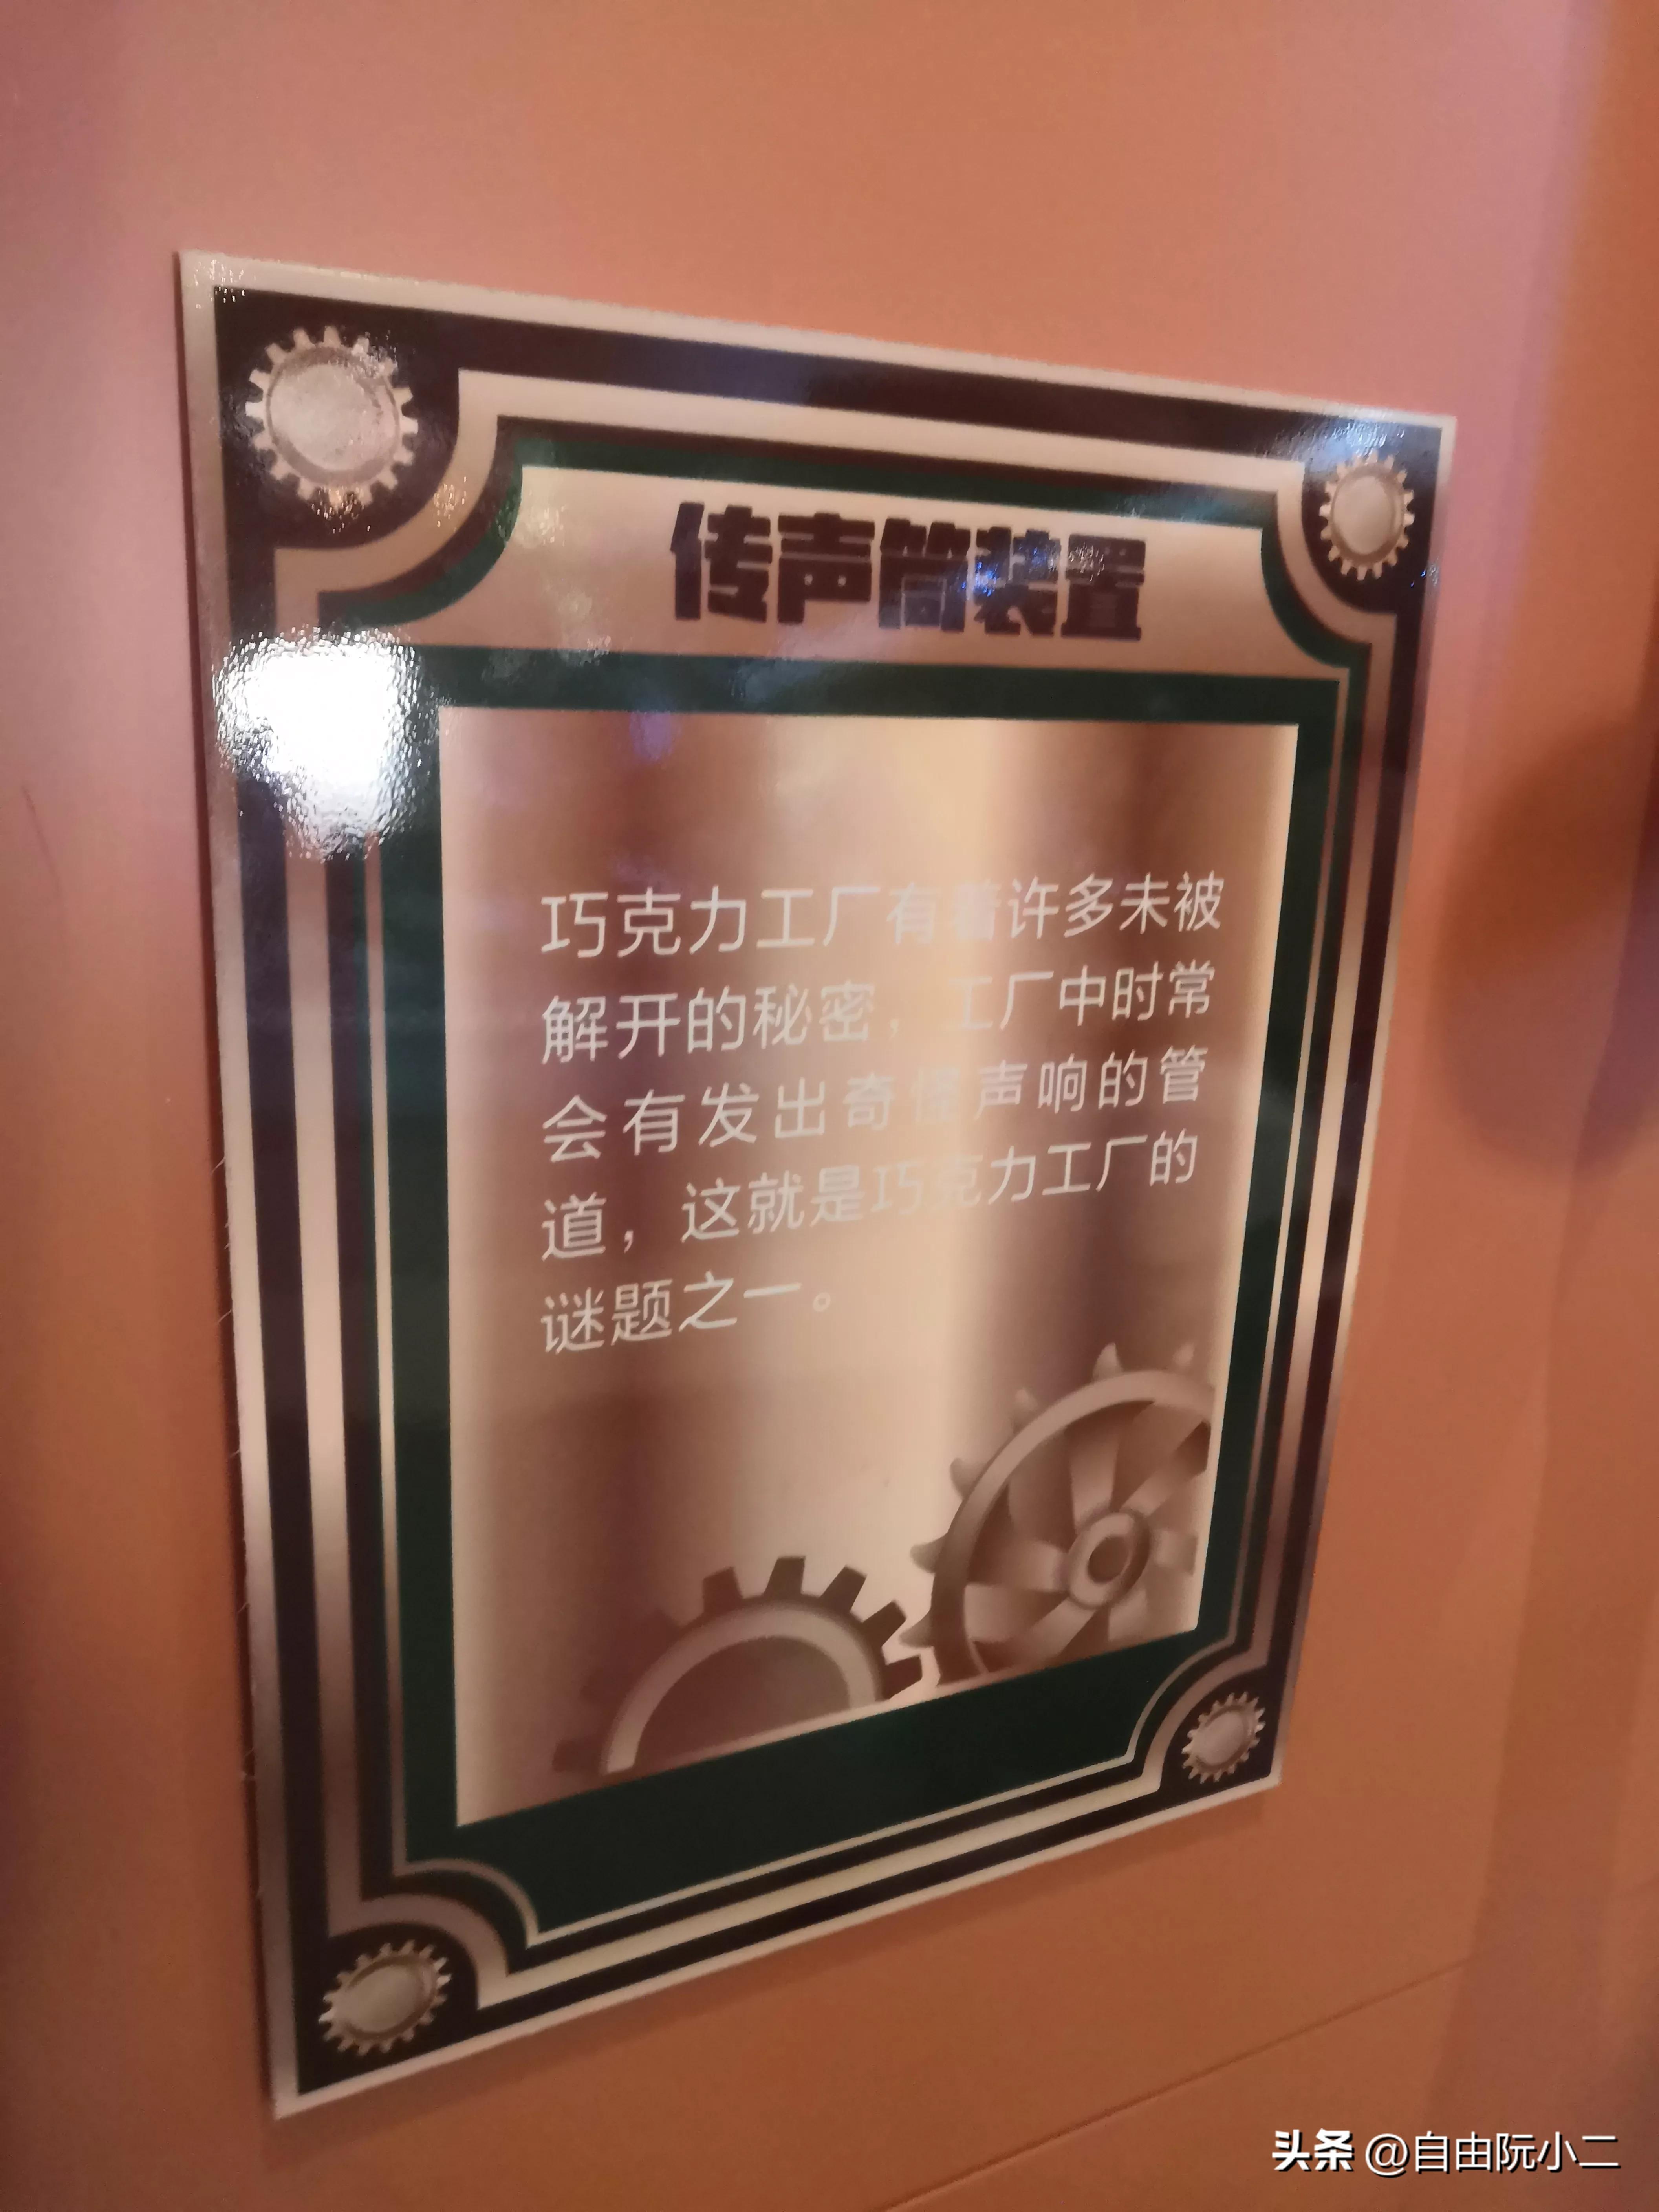 传声筒装置
巧克力工厂有着许多未被
解开的秘密，工厂中时常
会有发出奇怪声响的管
道，这就是巧克力工厂的
谜题之一。
头条 @自由阮小二